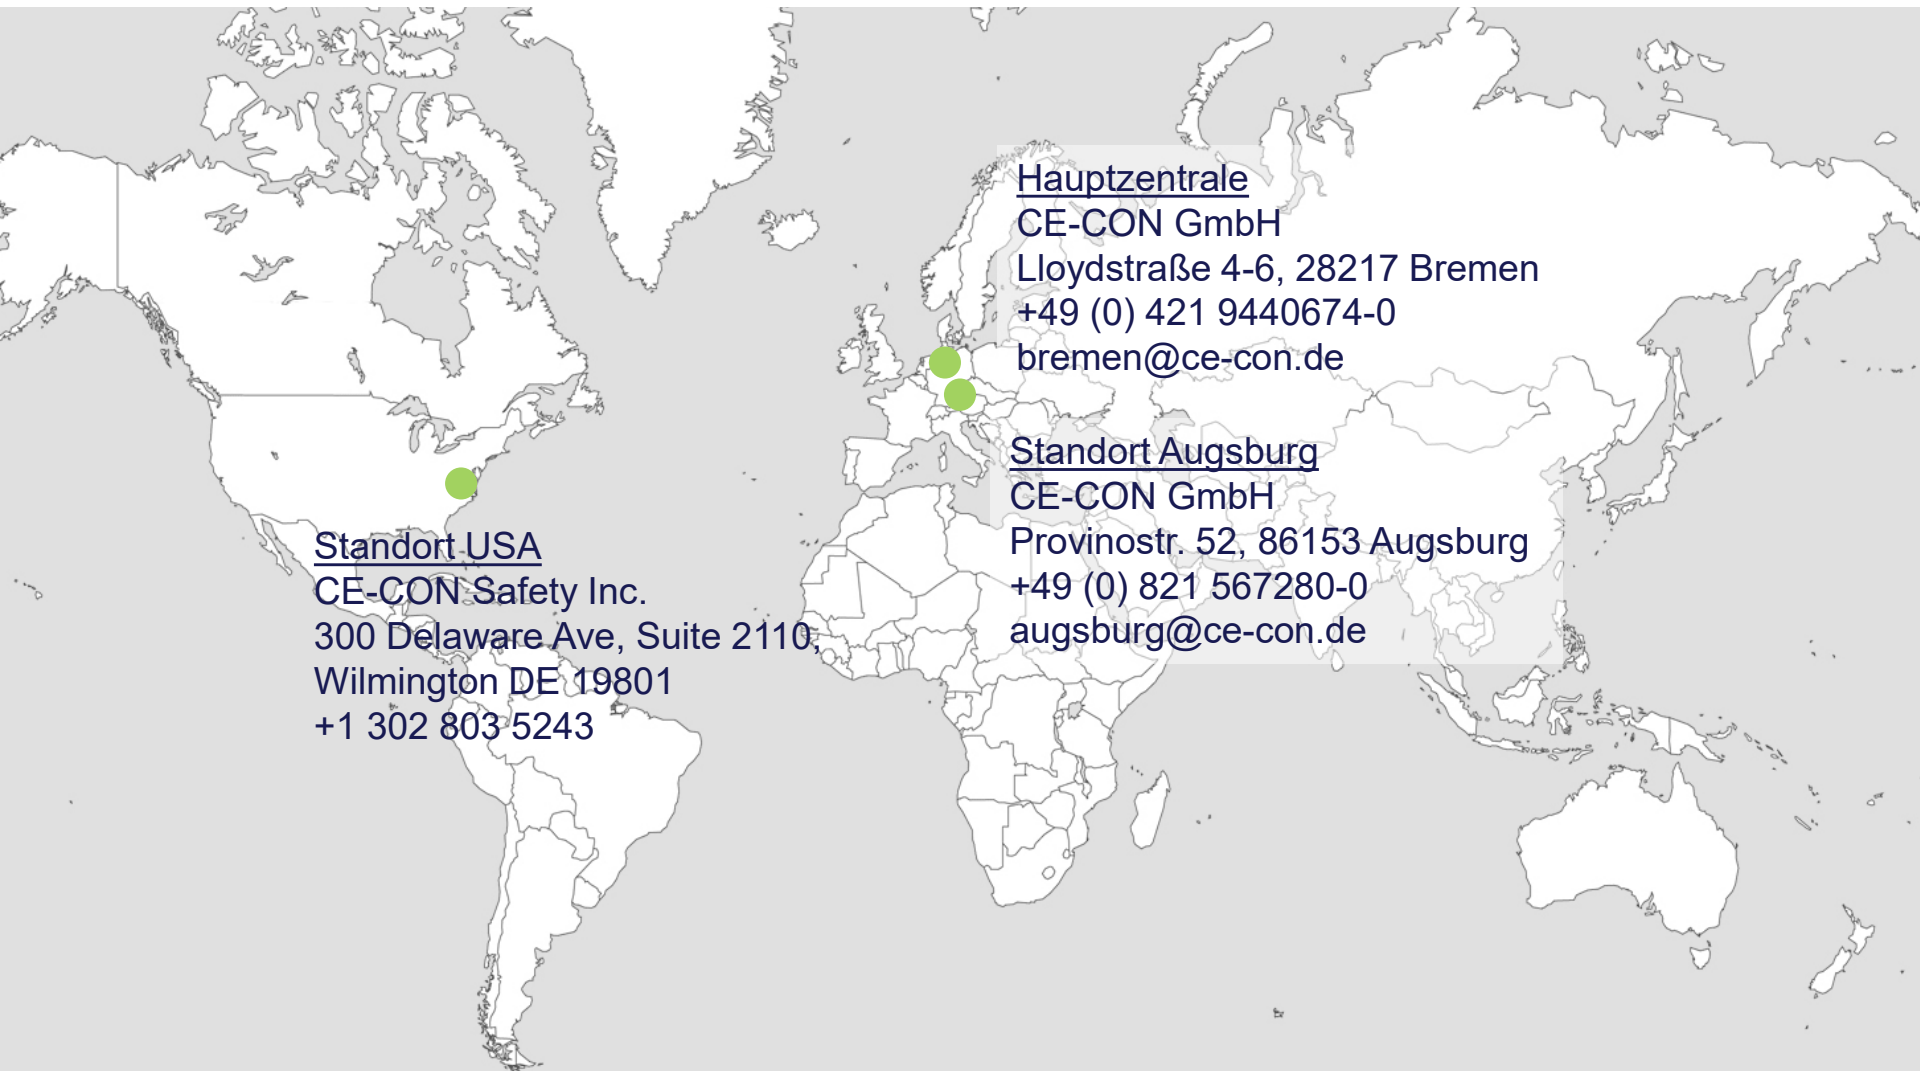 Hauptzentrale
CE-CON GmbH
Lloydstraße 4-6, 28217 Bremen
+49 (0) 421 9440674-0
bremen@ce-con.de
Standort Augsburg
CE-CON GmbH
Provinostr. 52, 86153 Augsburg
+49 (0) 821 567280-0
augsburg@ce-con.de
Standort USA
CE-CON Safety Inc.
300 Delaware Ave, Suite 2110,
Wilmington DE 19801
+1 302 803 5243